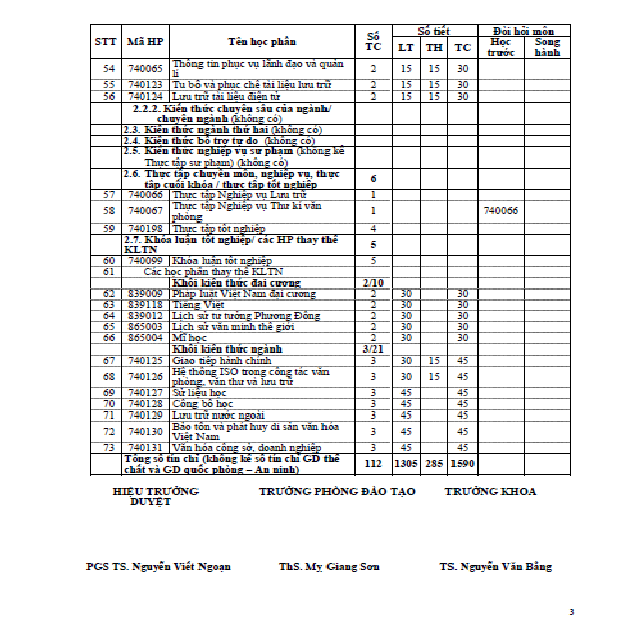 STT Mã HP Tên học phần Số TC Số tiết Đòi hỏi môn
LT TH TC Học trước Song hành
54 740065 Thông tin phục vụ lãnh đạo và quản lí 2 15 15 30
55 740123 Tu bổ và phục chế tài liệu lưu trữ 2 15 15 30
56 740124 Lưu trữ tài liệu điện tử 2 15 15 30
2.2.2. Kiến thức chuyên sâu của ngành/
chuyên ngành (không có)
2.3. Kiến thức ngành thứ hai (không có)
2.4. Kiến thức bổ trợ tự do (không có)
2.5. Kiến thức nghiệp vụ sư phạm (không kể
Thực tập sư phạm) (không có)
2.6. Thực tập chuyên môn, nghiệp vụ, thực
tập cuối khóa / thực tập tốt nghiệp 6
57 740066 Thực tập Nghiệp vụ Lưu trữ 1
58 740067 Thực tập Nghiệp vụ Thư kí văn phòng 1 740066
59 740198 Thực tập tốt nghiệp 4
2.7. Khóa luận tốt nghiệp/ các HP thay thế
KLTN 5
60 740099 Khóa luận tốt nghiệp 5
61 Các học phần thay thế KLTN
Khối kiến thức đại cương 2/10
62 839009 Pháp luật Việt Nam đại cương 2 30 30
63 839118 Tiếng Việt 2 30 30
64 839012 Lịch sử tư tưởng Phương Đông 2 30 30
65 865003 Lịch sử văn minh thế giới 2 30 30
66 865004 Mĩ học 2 30 30
Khối kiến thức ngành 3/21
67 740125 Giao tiếp hành chính 3 30 15 45
68 740126 Hệ thống ISO trong công tác văn phòng, văn thư và lưu trữ 3 30 15 45
69 740127 Sử liệu học 3 45 45
70 740128 Công bố học 3 45 45
71 740129 Lưu trữ nước ngoài 3 45 45
72 740130 Bảo tồn và phát huy di sản văn hóa Việt Nam 3 45 45
73 740131 Văn hóa công sở, doanh nghiệp 3 45 45
Tổng số tín chỉ (không kể số tín chỉ GD thể
chất và GD quốc phòng – An ninh) 112 1305 285 1590
HIỆU TRƯỞNG TRƯỞNG PHÒNG ĐÀO TẠO TRƯỞNG KHOA
DUYỆT
PGS TS. Nguyễn Viết Ngoạn ThS. Mỵ Giang Sơn TS. Nguyễn Văn Bằng
3